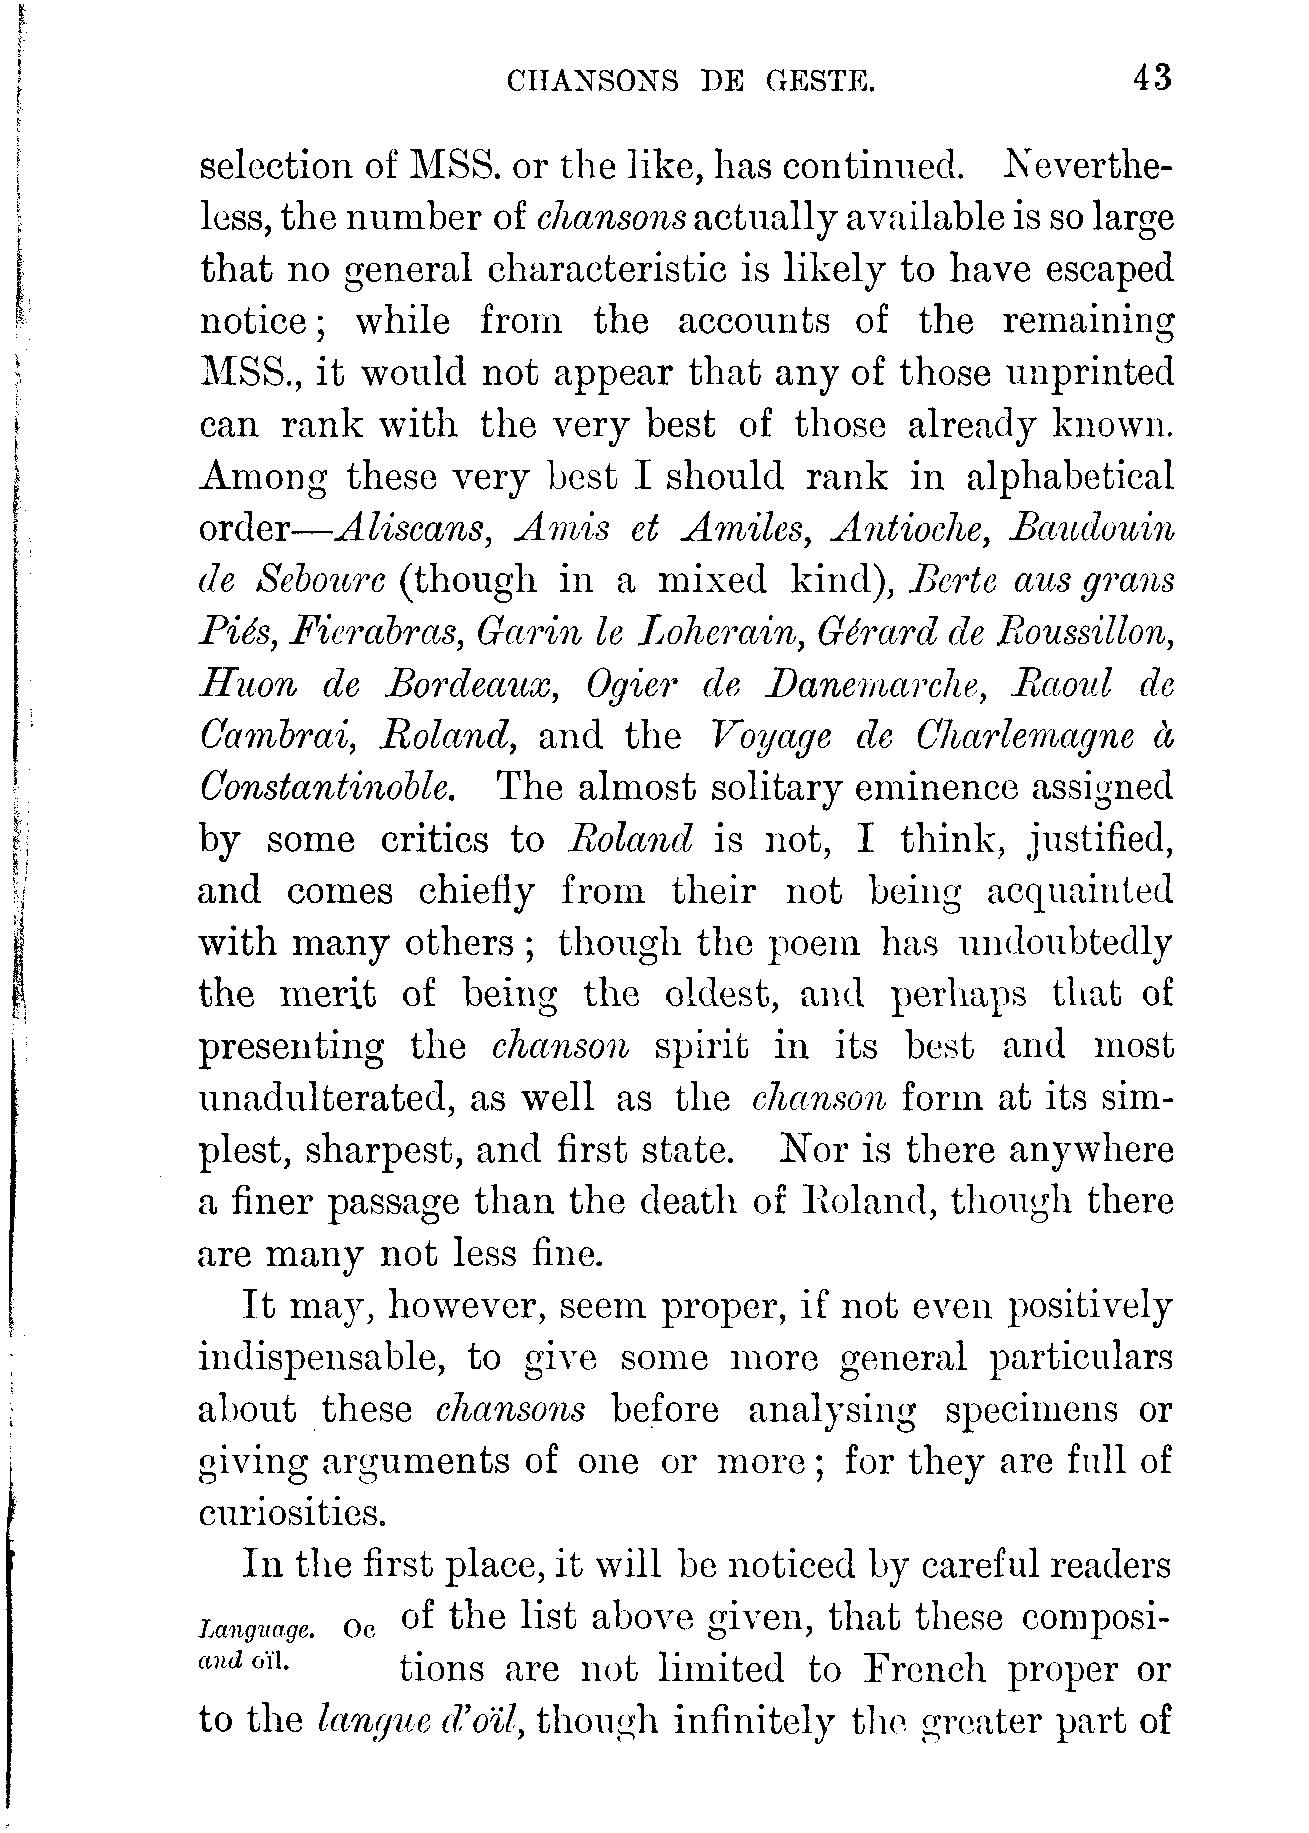 CHANSONS DE GESTE. 43
selection of MSS. or the like, has continued. Neverthe-
less, the number of chansons actually available is so large
that no general characteristic is likely to have escaped
notice; while from the accounts of the remaining
MSS., it would not appear that any of those unprinted
can rank with the very best of those already known.
Among these very best I should rank in alphabetical
order—Aliscans, Amis et Amiles, Antioche, Baudouin
de Sebourc (though in a mixed kind), Berte aus grans
Piés, Fierabras, Garin le Loherain, Gérard de Roussillon,
Huon de Bordeaux, Ogier de Danemarche, Raoul de
Cambrai, Roland, and the Voyage de Charlemagne à
Constantinoble. The almost solitary eminence assigned
by some critics to Roland is not, I think, justified,
and comes chiefly from their not being acquainted
with many others; though the poem has undoubtedly
the merit of being the oldest, and perhaps that of
presenting the chanson spirit in its best and most
unadulterated, as well as the chanson form at its sim-
plest, sharpest, and first state. Nor is there anywhere
a finer passage than the death of Roland, though there
are many not less fine.
It may, however, seem proper, if not even positively
indispensable, to give some more general particulars
about these chansons before analysing specimens or
giving arguments of one or more; for they are full of
curiosities.
In the first place, it will be noticed by careful readers
Language. Oc
and oïl.
of the list above given, that these composi-
tions are not limited to French proper or
to the langue d'oïl, though infinitely the greater part of